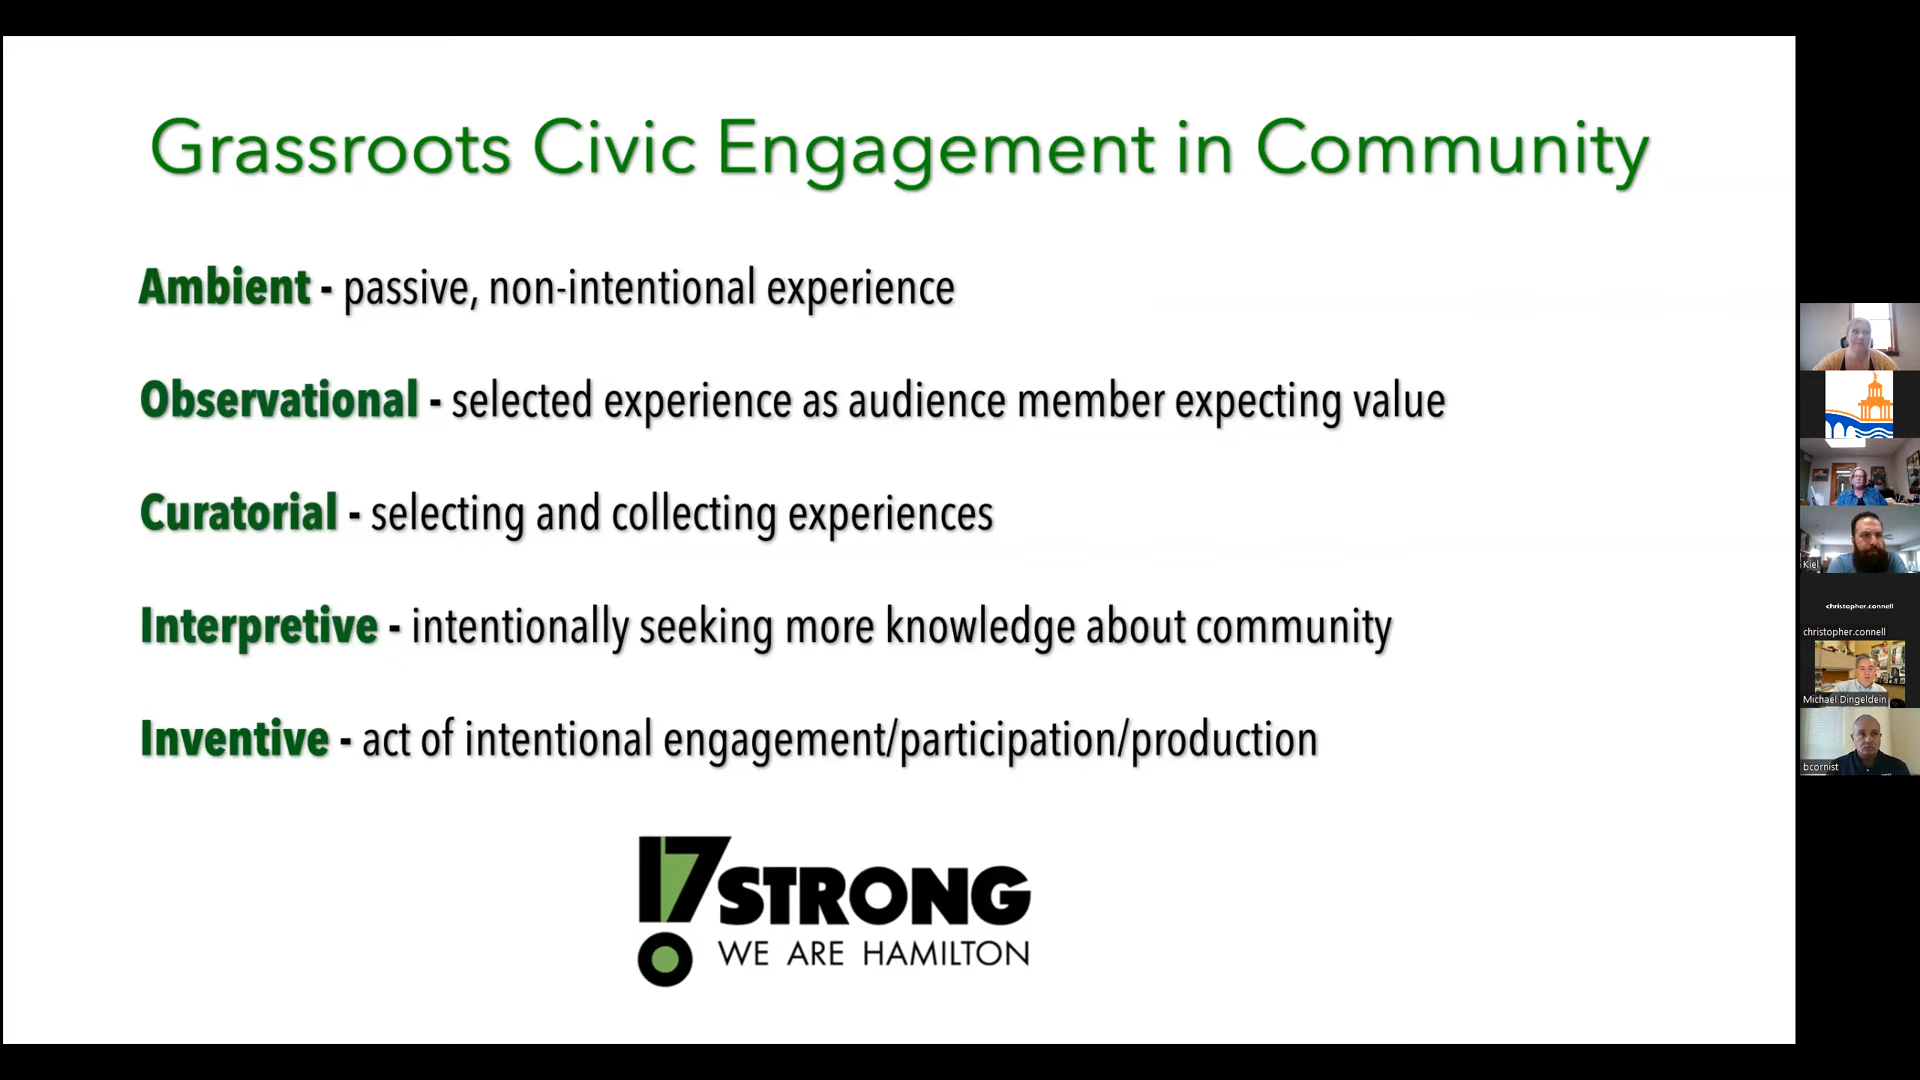 Grassroots Civic Engagement in Community
Ambient - passive, non-intentional experience
Observational - selected experience as audience member expecting value
Curatorial - selecting and collecting experiences
Interpretive - intentionally seeking more knowledge about community
Inventive - act of intentional engagement/participation/production
17STRONG
WE ARE HAMILTON
Kiel
christopher.connell
christopher.connell
Michael Dingeldein
bcornist